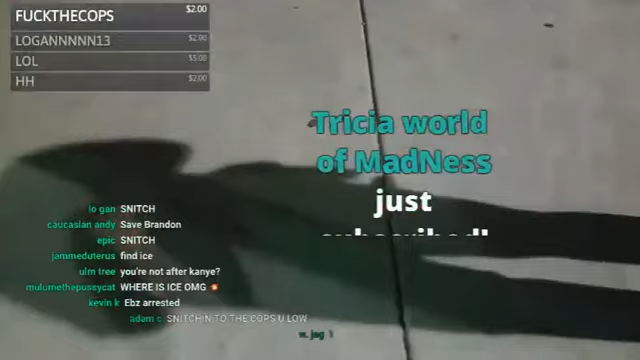 FUCKTHECOPS $2.00
LOGANNNNN13 $2.00
LOL $5.00
HH $2.00
Tricia world
of MadNess
just
subscribed!
lo gan SNITCH
caucasian andy Save Brandon
epic SNITCH
jammeduterus find ice
ulm tree you're not after kanye?
mulumethepussycat WHERE IS ICE OMG 💥
kevin k Ebz arrested
adam c SNITCHIN TO THE COPS U LOW